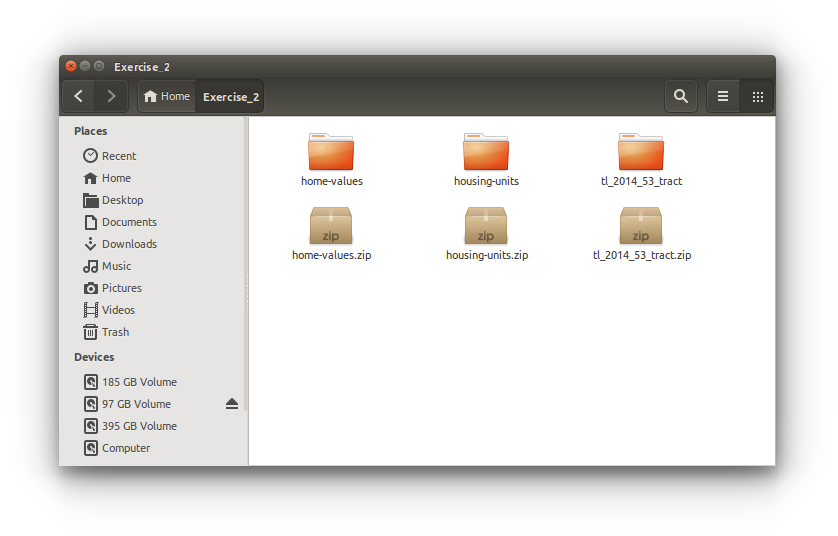 Exercise_2
Home
Exercise_2
Places
Recent
Home
Desktop
Documents
Downloads
Music
Pictures
Videos
Trash
Devices
185 GB Volume
97 GB Volume
395 GB Volume
Computer
home-values
housing-units
tl_2014_53_tract
zip
zip
zip
home-values.zip
housing-units.zip
tl_2014_53_tract.zip